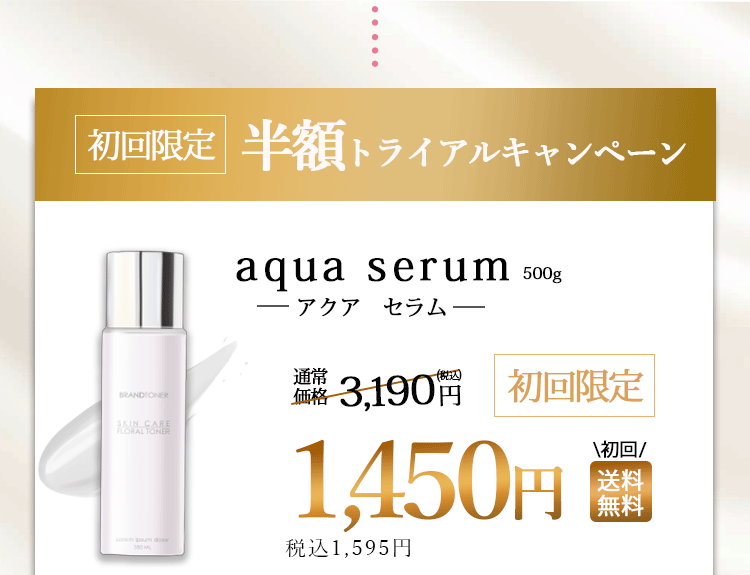 初回限定 半額トライアルキャンペーン
aqua serum 500g
アクア セラム
通常価格 3,190円(税込)
初回限定
1,450円
\初回/
送料
無料
税込1,595円
BRANDTONER
SKIN CARE
FLORAL TONER